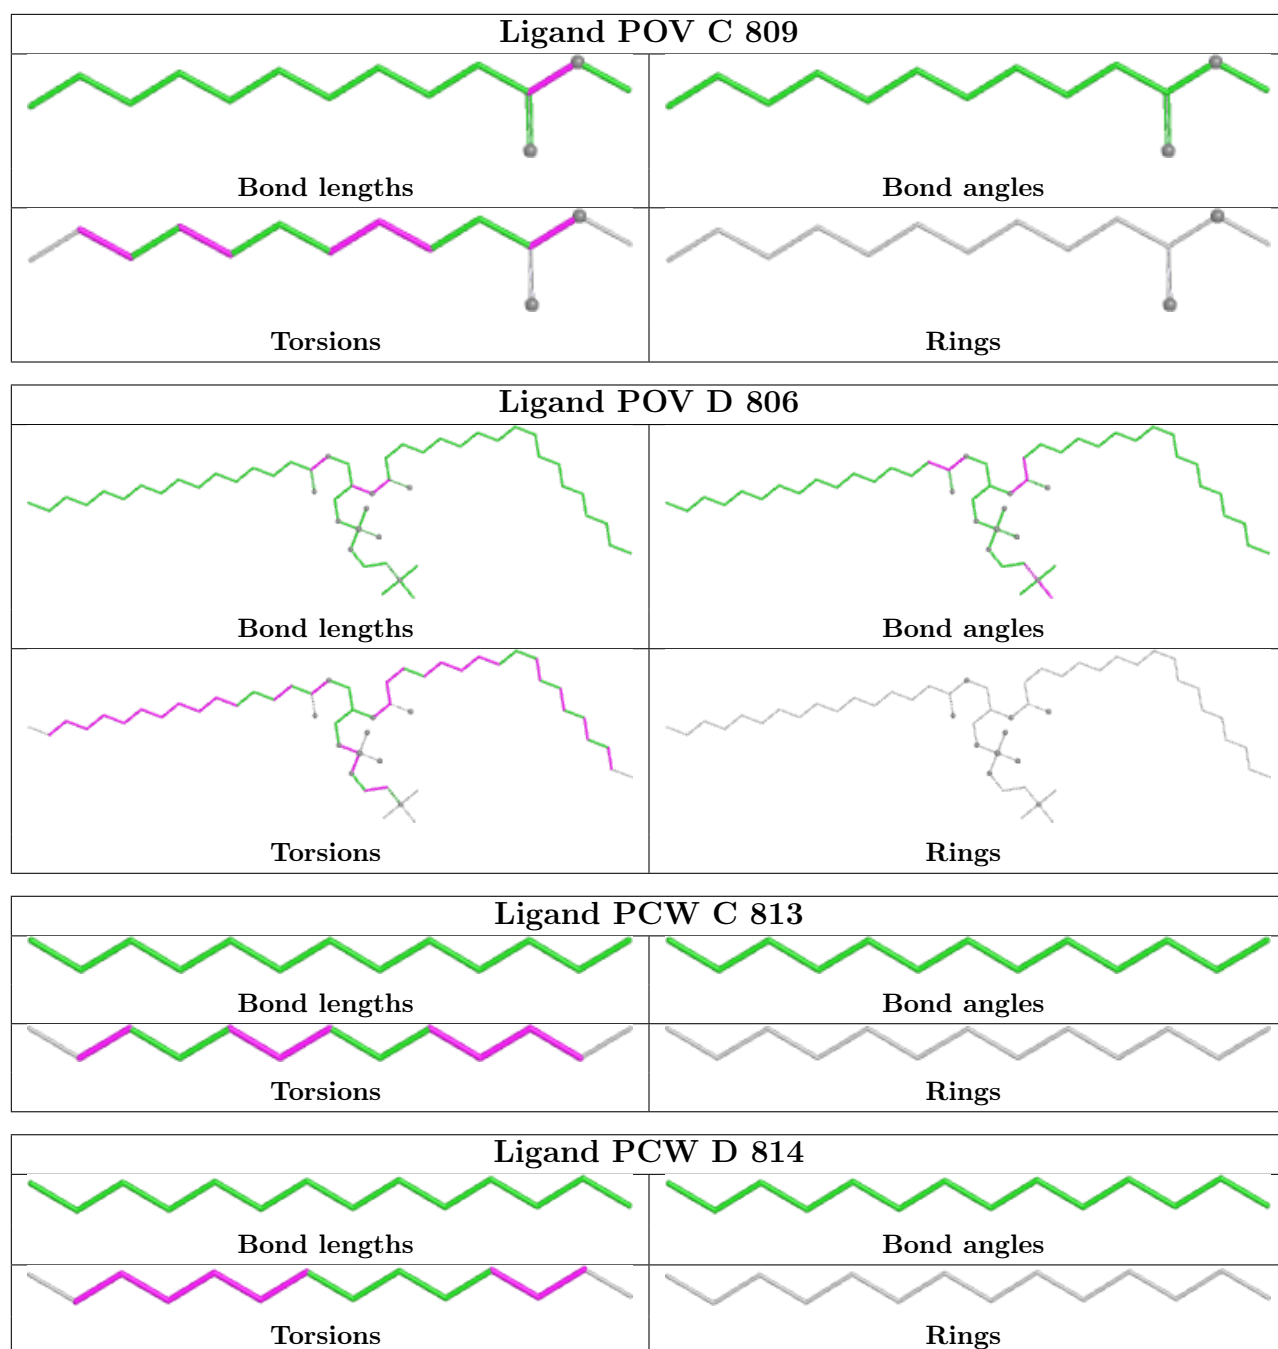 Ligand POV C 809
Bond lengths
Bond angles
Torsions
Rings
Ligand POV D 806
Bond lengths
Bond angles
Torsions
Rings
Ligand PCW C 813
Bond lengths
Bond angles
Torsions
Rings
Ligand PCW D 814
Bond lengths
Bond angles
Torsions
Rings